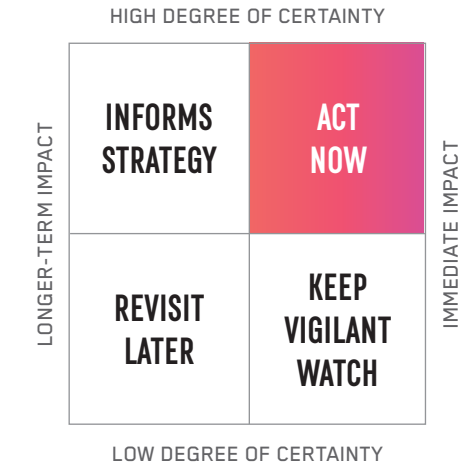 HIGH DEGREE OF CERTAINTY
LONGER-TERM IMPACT
INFORMS
STRATEGY
ACT
NOW
IMMEDIATE IMPACT
REVISIT
LATER
KEEP
VIGILANT
WATCH
LOW DEGREE OF CERTAINTY